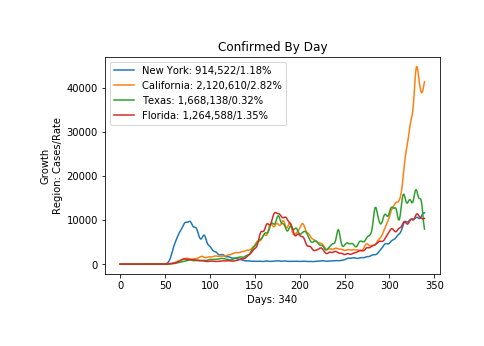 Confirmed By Day
New York: 914,522/1.18%
California: 2,120,610/2.82%
Texas: 1,668,138/0.32%
Florida: 1,264,588/1.35%
Growth
Region: Cases/Rate
40000
30000
20000
10000
0
0 50 100 150 200 250 300 350
Days: 340